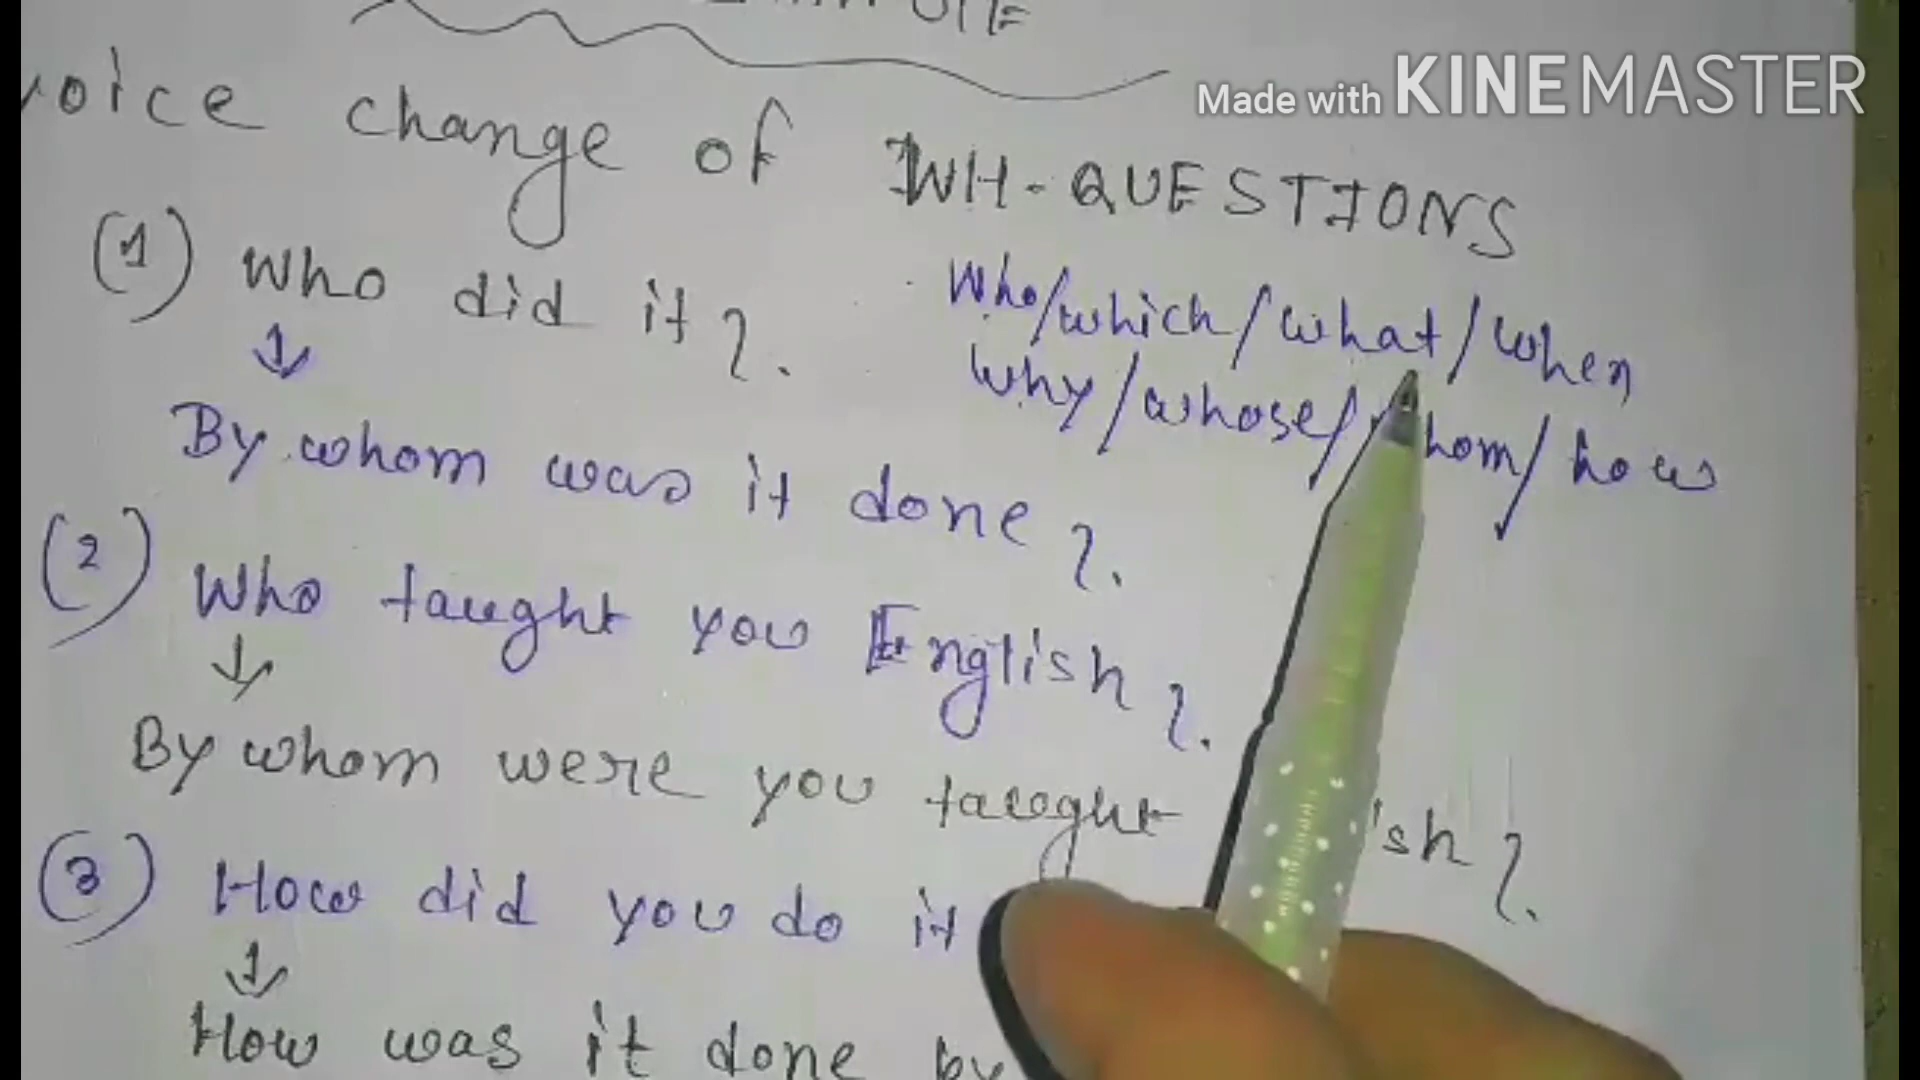 Made with KINEMASTER
voice change of WH-QUESTIONS
(1) Who did it?
Who/which/what/when
why/whose/whom/how
By whom was it done?
(2) Who taught you English?
By whom were you taught
(3) How did you do it
How was it done by